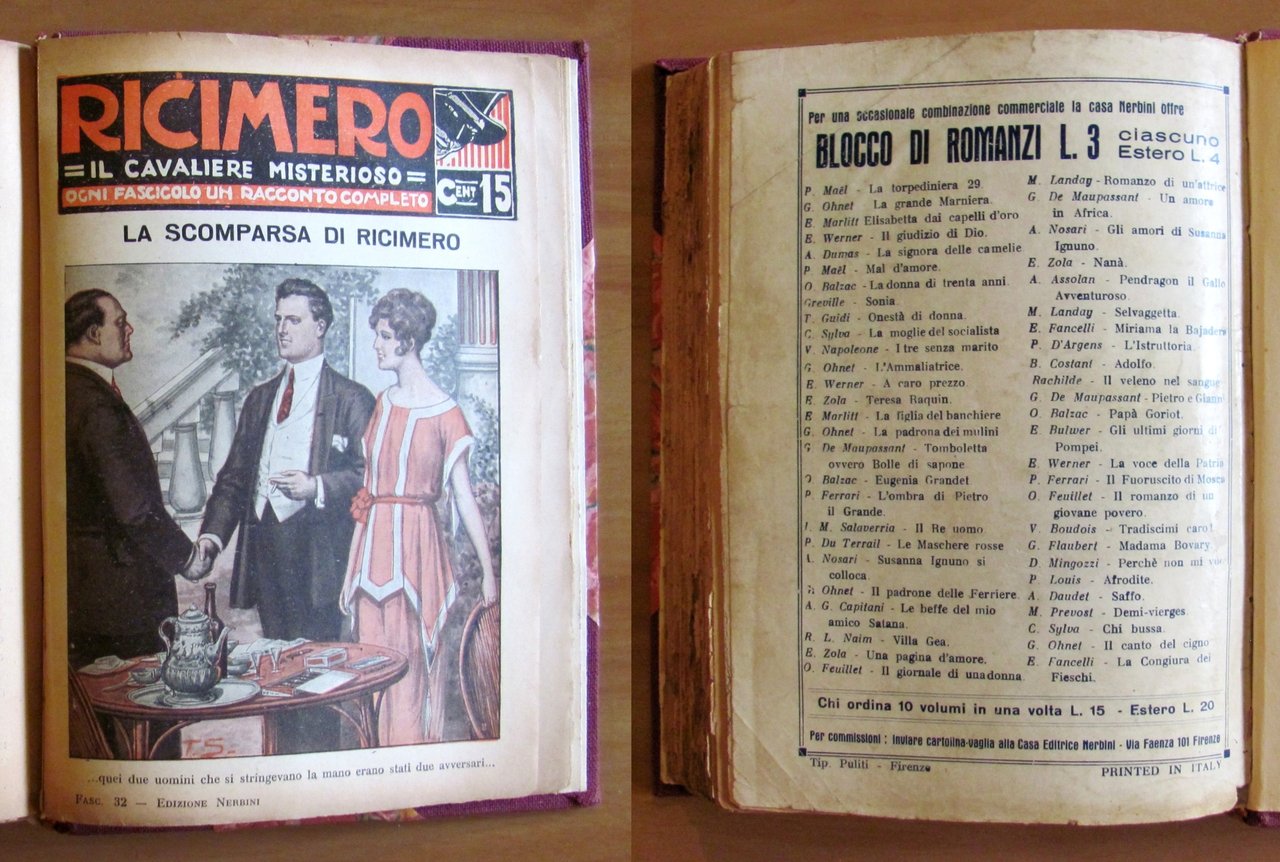 RICIMERO
= IL CAVALIERE MISTERIOSO =
OGNI FASCICOLO UN RACCONTO COMPLETO
CENT 15
LA SCOMPARSA DI RICIMERO
T.S.
...quei due uomini che si stringevano la mano erano stati due avversari...
FASC. 32 — EDIZIONE NERBINI
Per una occasionale combinazione commerciale la casa Nerbini offre
BLOCCO DI ROMANZI L. 3 ciascuno
Estero L. 4
P. Maël - La torpediniera 29.
G. Ohnet - La grande Marniera.
E. Marlitt Elisabetta dai capelli d'oro
E. Werner - Il giudizio di Dio.
A. Dumas - La signora delle camelie
P. Maël - Mal d'amore.
O. Balzac - La donna di trenta anni.
Greville - Sonia.
T. Guidi - Onestà di donna.
C. Sylva - La moglie del socialista
V. Napoleone - I tre senza marito
G. Ohnet - L'Ammaliatrice.
E. Werner - A caro prezzo
E. Zola - Teresa Raquin.
E Marlitt - La figlia del banchiere
G. Ohnet - La padrona dei mulini
G De Maupassant - Tomboletta
ovvero Bolle di sapone
O Balzac - Eugenia Grandet
P. Ferrari - L'ombra di Pietro
il Grande.
M. Salaverria - Il Re uomo.
P. Du Terrail - Le Maschere rosse
A. Nosari - Susanna Ignuno si
colloca.
G. Ohnet - Il padrone delle Ferriere.
A. G. Capitani - Le beffe del mio
amico Satana.
R. L. Naim - Villa Gea.
E. Zola - Una pagina d'amore.
O. Feuillet - Il giornale di una donna.
M. Landay - Romanzo di un'attrice
G. De Maupassant - Un amore
in Africa.
A. Nosari - Gli amori di Susanna
Ignuno.
E. Zola - Nanà.
A. Assolan - Pendragon il Gallo
Avventuroso.
M. Landay - Selvaggetta.
E. Fancelli - Miriama la Bajadera
P. D'Argens - L'Istruttoria.
B. Costant - Adolfo.
Rachilde - Il veleno nel sangue
G. De Maupassant - Pietro e Gianni
O. Balzac - Papà Goriot.
E. Bulwer - Gli ultimi giorni di
Pompei.
E. Werner - La voce della Patria
P. Ferrari - Il Fuoruscito di Mosca
O. Feuillet - Il romanzo di un
giovane povero.
V. Boudois - Tradiscimi caro!.
G. Flaubert - Madama Bovary.
D. Mingozzi - Perchè non mi
P. Louis - Afrodite.
A. Daudet - Saffo.
M. Prevost - Demi-vierges.
C. Sylva - Chi bussa.
G. Ohnet - Il canto del cigno
E. Fancelli - La Congiura dei
Fieschi.
Chi ordina 10 volumi in una volta L. 15 - Estero L. 20
Per commissioni : Inviare cartolina-vaglia alla Casa Editrice Nerbini - Via Faenza 101 Firenze
Tip. Puliti - Firenze
PRINTED IN ITALY